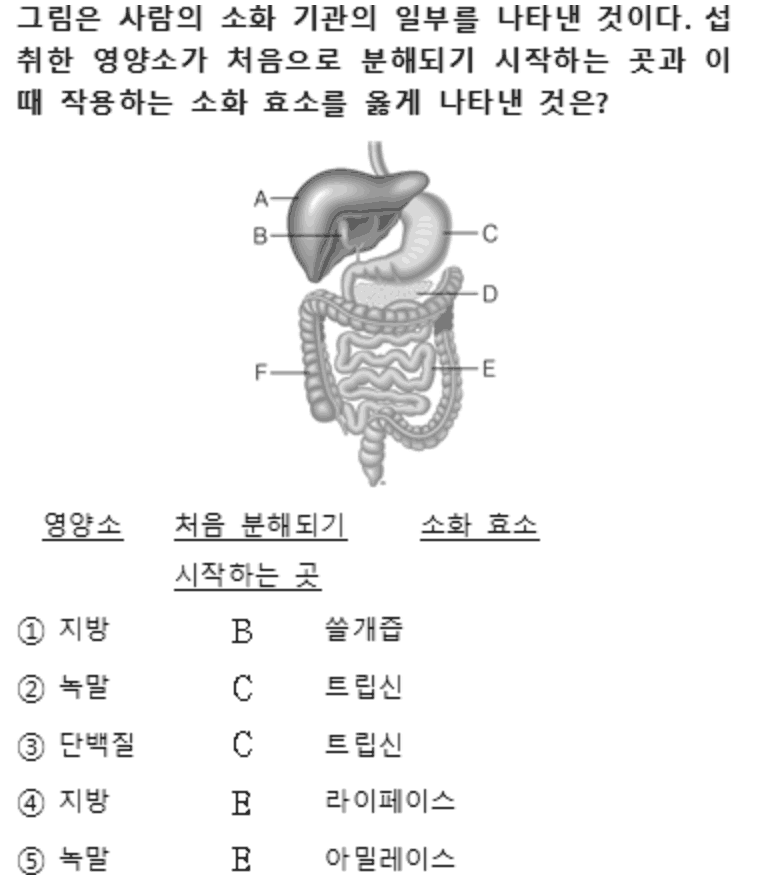 그림은 사람의 소화 기관의 일부를 나타낸 것이다. 섭
취한 영양소가 처음으로 분해되기 시작하는 곳과 이
때 작용하는 소화 효소를 옳게 나타낸 것은?
A
B
C
D
F
E
영양소 처음 분해되기 소화 효소
시작하는 곳
① 지방 B 쓸개즙
② 녹말 C 트립신
③ 단백질 C 트립신
④ 지방 E 라이페이스
⑤ 녹말 E 아밀레이스